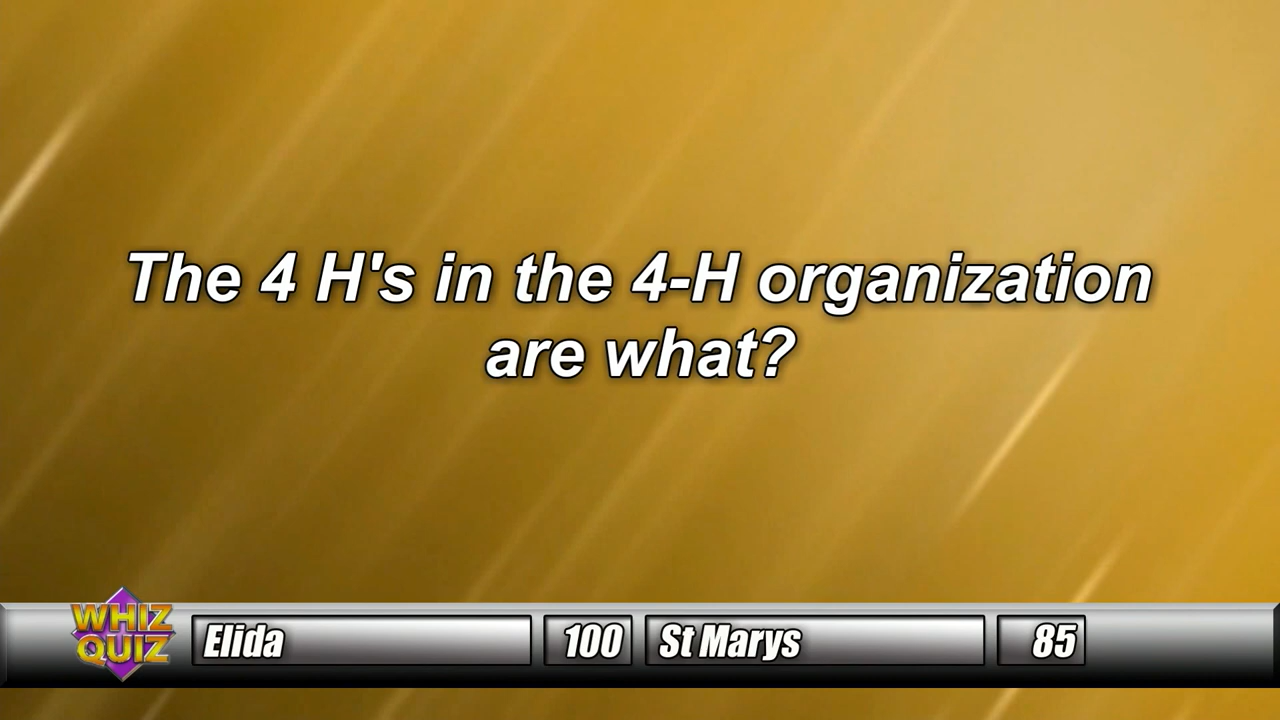 The 4 H's in the 4-H organization
are what?
WHIZ
QUIZ
Elida 100 St Marys 85